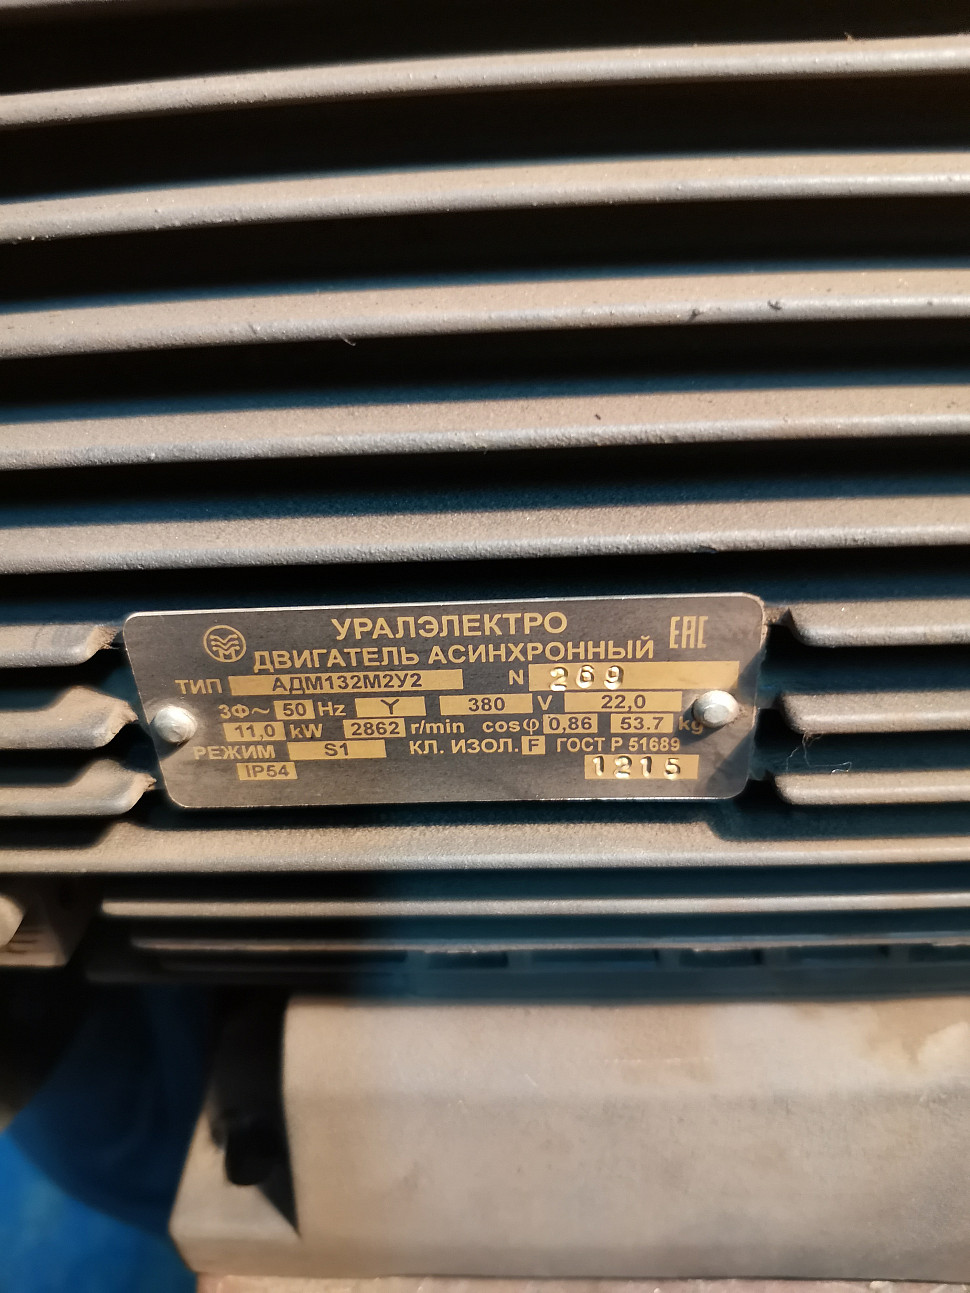 УРАЛЭЛЕКТРО
ДВИГАТЕЛЬ АСИНХРОННЫЙ EAC
ТИП АДМ132М2У2 N 269
3Ф~ 50 Hz Y 380 V 22,0
11,0 kW 2862 r/min cosφ 0,86 53.7 kg
РЕЖИМ S1 КЛ. ИЗОЛ. F ГОСТ Р 51689
IP54 1215